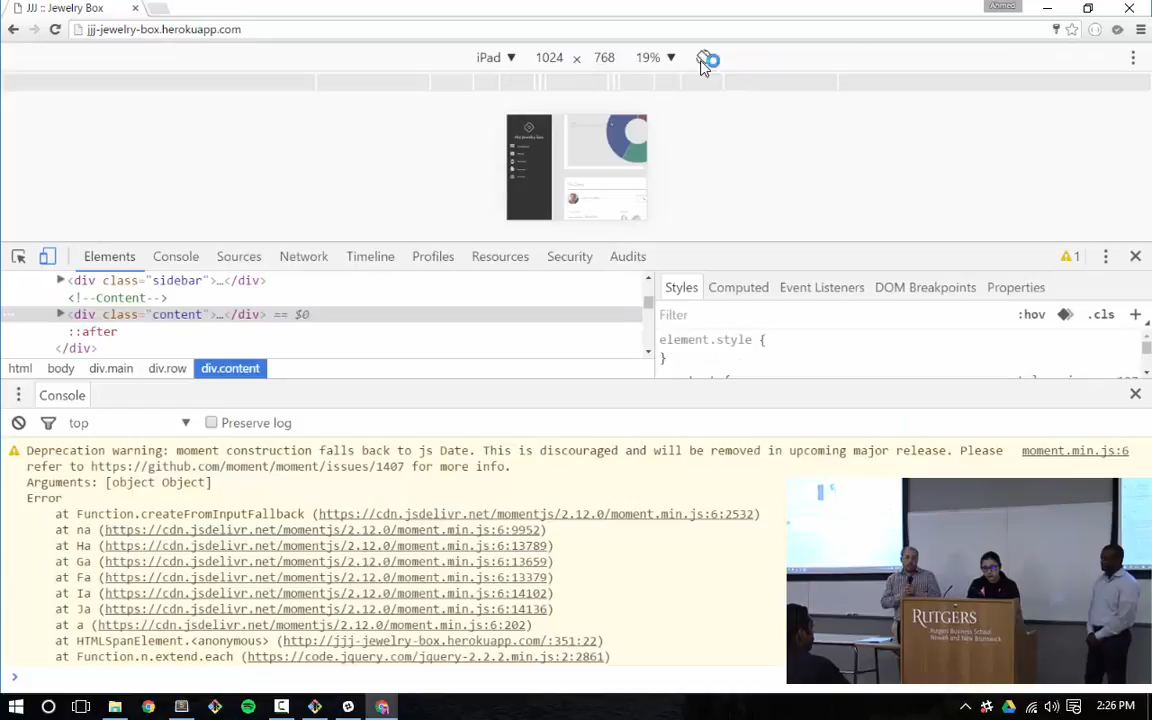 JJJ :: Jewelry Box
Ahmed
jjj-jewelry-box.herokuapp.com
iPad ▼ 1024 × 768 19% ▼
Elements Console Sources Network Timeline Profiles Resources Security Audits 1
<div class="sidebar">…</div>
<!--Content-->
<div class="content">…</div> == $0
::after
</div>
html body div.main div.row div.content
Styles Computed Event Listeners DOM Breakpoints Properties
Filter :hov .cls +
element.style {
}
Console
top ▼ Preserve log
Deprecation warning: moment construction falls back to js Date. This is discouraged and will be removed in upcoming major release. Please moment.min.js:6
refer to https://github.com/moment/moment/issues/1407 for more info.
Arguments: [object Object]
Error
at Function.createFromInputFallback (https://cdn.jsdelivr.net/momentjs/2.12.0/moment.min.js:6:2532)
at na (https://cdn.jsdelivr.net/momentjs/2.12.0/moment.min.js:6:9952)
at Ha (https://cdn.jsdelivr.net/momentjs/2.12.0/moment.min.js:6:13789)
at Ga (https://cdn.jsdelivr.net/momentjs/2.12.0/moment.min.js:6:13659)
at Fa (https://cdn.jsdelivr.net/momentjs/2.12.0/moment.min.js:6:13379)
at Ia (https://cdn.jsdelivr.net/momentjs/2.12.0/moment.min.js:6:14102)
at Ja (https://cdn.jsdelivr.net/momentjs/2.12.0/moment.min.js:6:14136)
at a (https://cdn.jsdelivr.net/momentjs/2.12.0/moment.min.js:6:202)
at HTMLSpanElement.<anonymous> (http://jjj-jewelry-box.herokuapp.com/:351:22)
at Function.n.extend.each (https://code.jquery.com/jquery-2.2.2.min.js:2:2861)
>
RUTGERS
Rutgers Business School
Newark and New Brunswick
2:26 PM